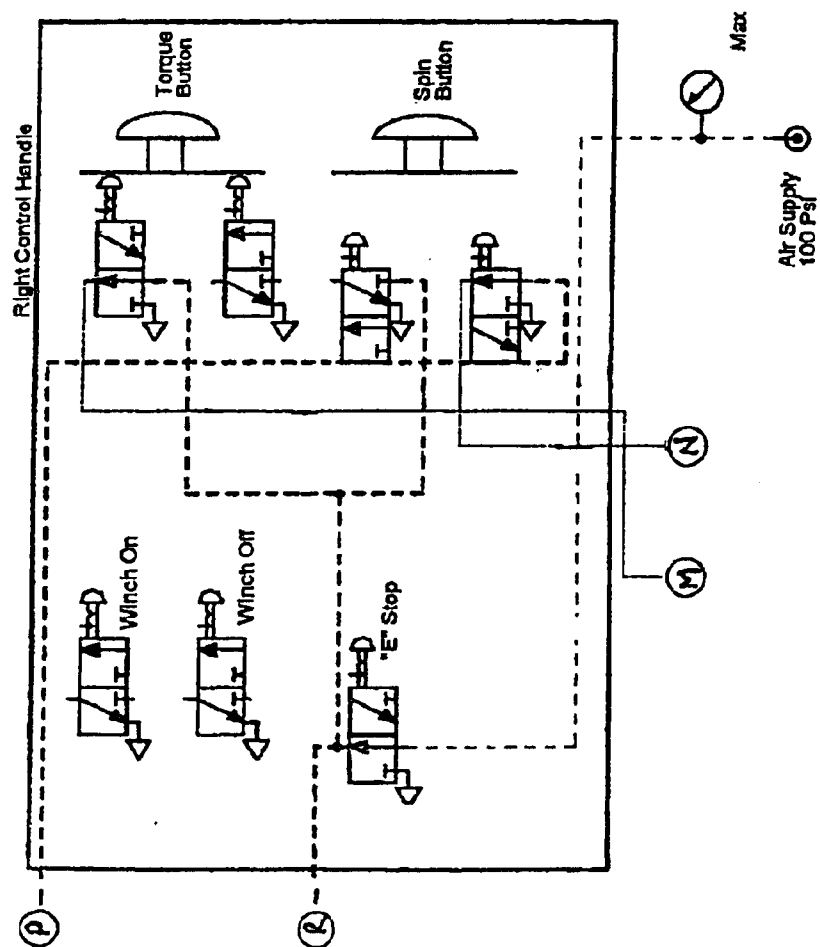 Right Control Handle
Torque
Button
Spin
Button
Max
Air Supply
100 Psi
Winch On
Winch Off
"E" Stop
N
M
P
R